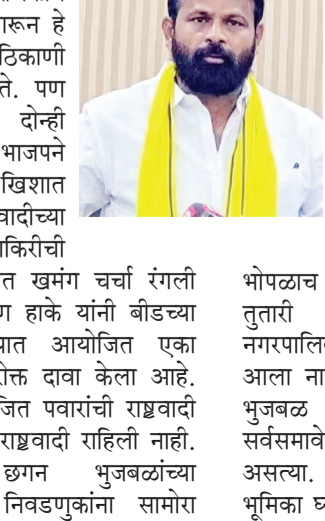 रून हे
ठिकाणी
ते. पण
दोन्ही
भाजपने
खिशात
वादीच्या
ाकिरीची
त खमंग चर्चा रंगली
ण हाके यांनी बीडच्या
यात आयोजित एका
रोक्त दावा केला आहे.
जित पवारांची राष्ट्रवादी
राष्ट्रवादी राहिली नाही.
छगन भुजबळांच्या
निवडणुकांना सामोरा
भोपळाच
तुतारी
नगरपालि
आला ना
भुजबळ
सर्वसमावे
असत्या.
भूमिका घ